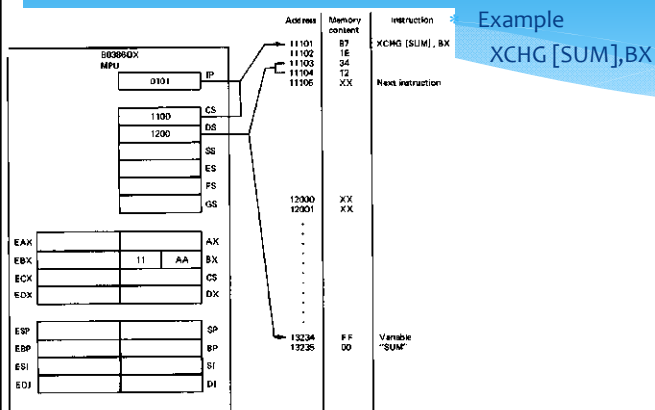 * Example
XCHG [SUM],BX
Address Memory content Instruction
11101 87 XCHG [SUM] , BX
11102 1E
11103 34
11104 12
11105 XX Next instruction
12000 XX
12001 XX
13234 FF Variable
13235 00 "SUM"
80386DX
MPU
0101 IP
1100 CS
1200 DS
SS
ES
FS
GS
EAX AX
EBX 11 AA BX
ECX CS
EDX DX
ESP SP
EBP BP
ESI SI
EDI DI